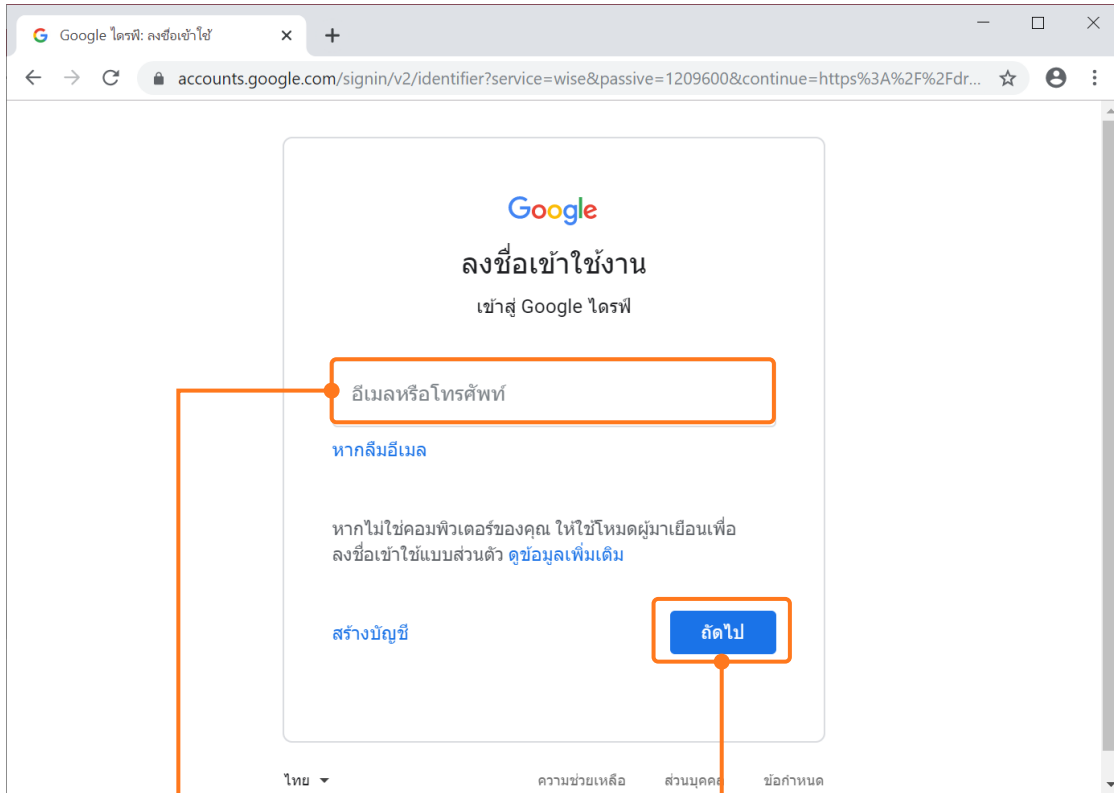 Google ไดรฟ์: ลงชื่อเข้าใช้
accounts.google.com/signin/v2/identifier?service=wise&passive=1209600&continue=https%3A%2F%2Fdr...
Google
ลงชื่อเข้าใช้งาน
เข้าสู่ Google ไดรฟ์
อีเมลหรือโทรศัพท์
หากลืมอีเมล
หากไม่ใช่คอมพิวเตอร์ของคุณ ให้ใช้โหมดผู้มาเยือนเพื่อ
ลงชื่อเข้าใช้แบบส่วนตัว ดูข้อมูลเพิ่มเติม
สร้างบัญชี ถัดไป
ไทย ความช่วยเหลือ ส่วนบุคคล ข้อกำหนด